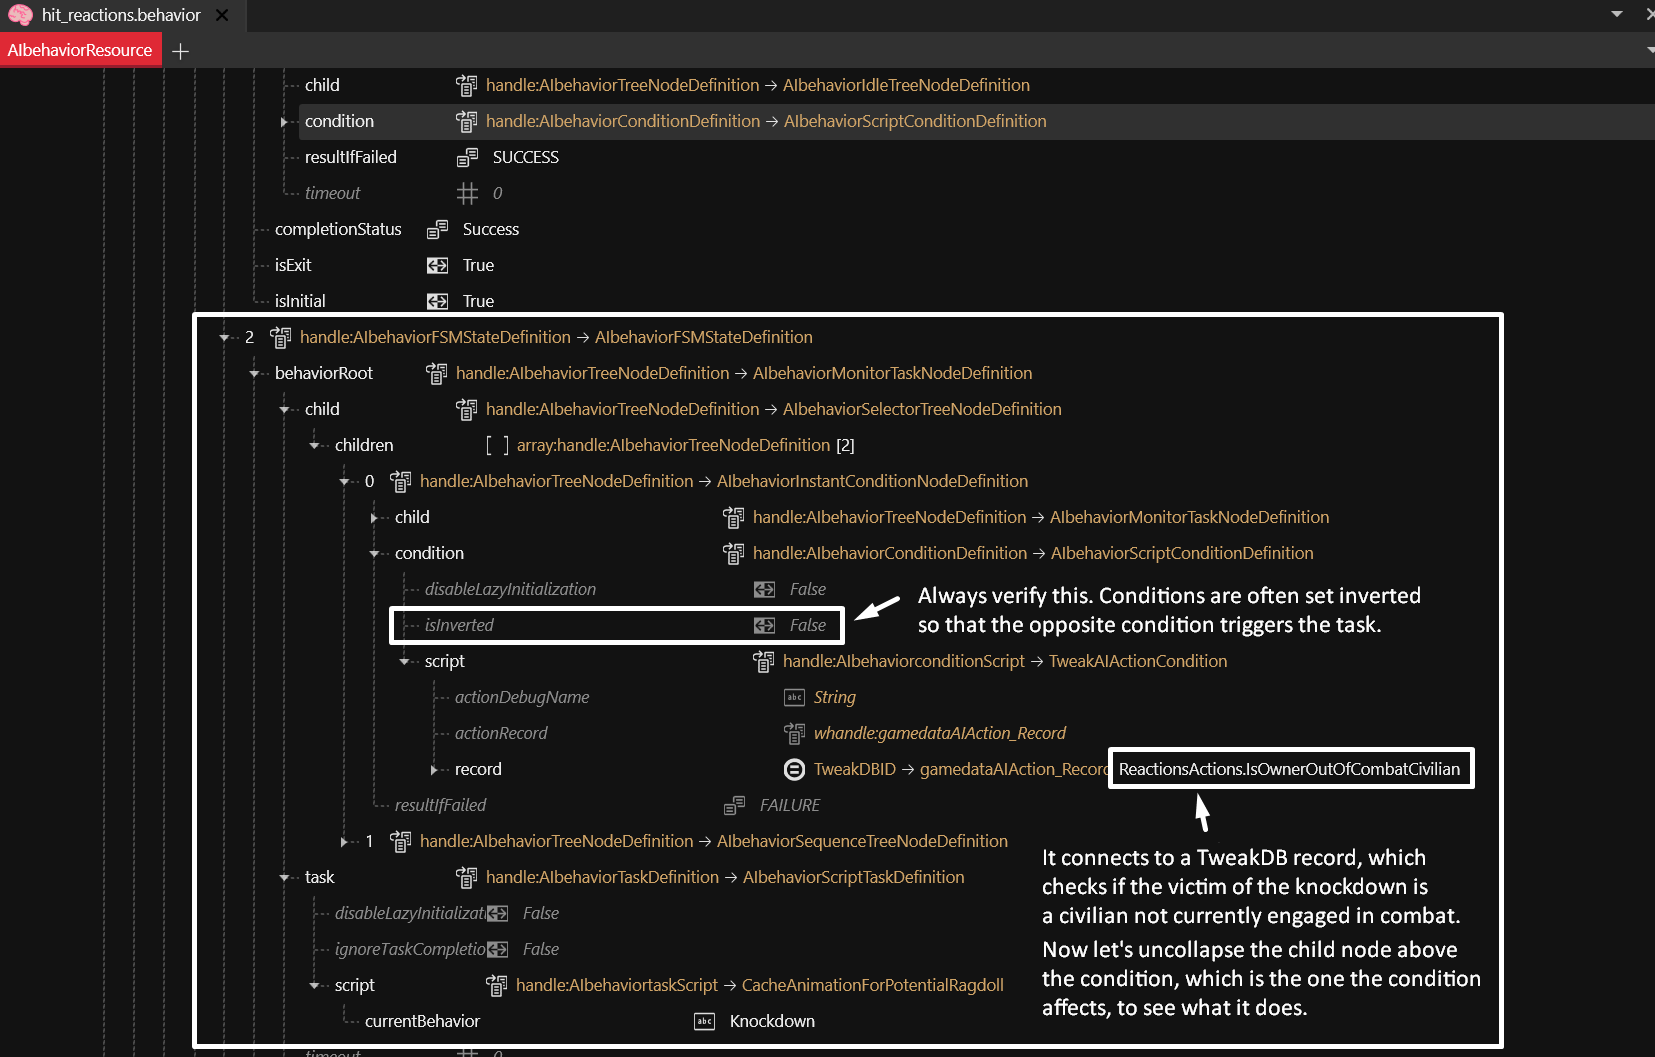 hit_reactions.behavior
AIbehaviorResource
child handle:AIbehaviorTreeNodeDefinition → AIbehaviorIdleTreeNodeDefinition
condition handle:AIbehaviorConditionDefinition → AIbehaviorScriptConditionDefinition
resultIfFailed SUCCESS
timeout 0
completionStatus Success
isExit True
isInitial True
2 handle:AIbehaviorFSMStateDefinition → AIbehaviorFSMStateDefinition
behaviorRoot handle:AIbehaviorTreeNodeDefinition → AIbehaviorMonitorTaskNodeDefinition
child handle:AIbehaviorTreeNodeDefinition → AIbehaviorSelectorTreeNodeDefinition
children [ ] array:handle:AIbehaviorTreeNodeDefinition [2]
0 handle:AIbehaviorTreeNodeDefinition → AIbehaviorInstantConditionNodeDefinition
child handle:AIbehaviorTreeNodeDefinition → AIbehaviorMonitorTaskNodeDefinition
condition handle:AIbehaviorConditionDefinition → AIbehaviorScriptConditionDefinition
disableLazyInitialization False
isInverted False
Always verify this. Conditions are often set inverted
so that the opposite condition triggers the task.
script handle:AIbehaviorconditionScript → TweakAIActionCondition
actionDebugName abc String
actionRecord whandle:gamedataAIAction_Record
record TweakDBID → gamedataAIAction_Record ReactionsActions.IsOwnerOutOfCombatCivilian
resultIfFailed FAILURE
1 handle:AIbehaviorTreeNodeDefinition → AIbehaviorSequenceTreeNodeDefinition
It connects to a TweakDB record, which
checks if the victim of the knockdown is
a civilian not currently engaged in combat.
Now let's uncollapse the child node above
the condition, which is the one the condition
affects, to see what it does.
task handle:AIbehaviorTaskDefinition → AIbehaviorScriptTaskDefinition
disableLazyInitializati False
ignoreTaskCompletio False
script handle:AIbehaviortaskScript → CacheAnimationForPotentialRagdoll
currentBehavior abc Knockdown
timeout 0